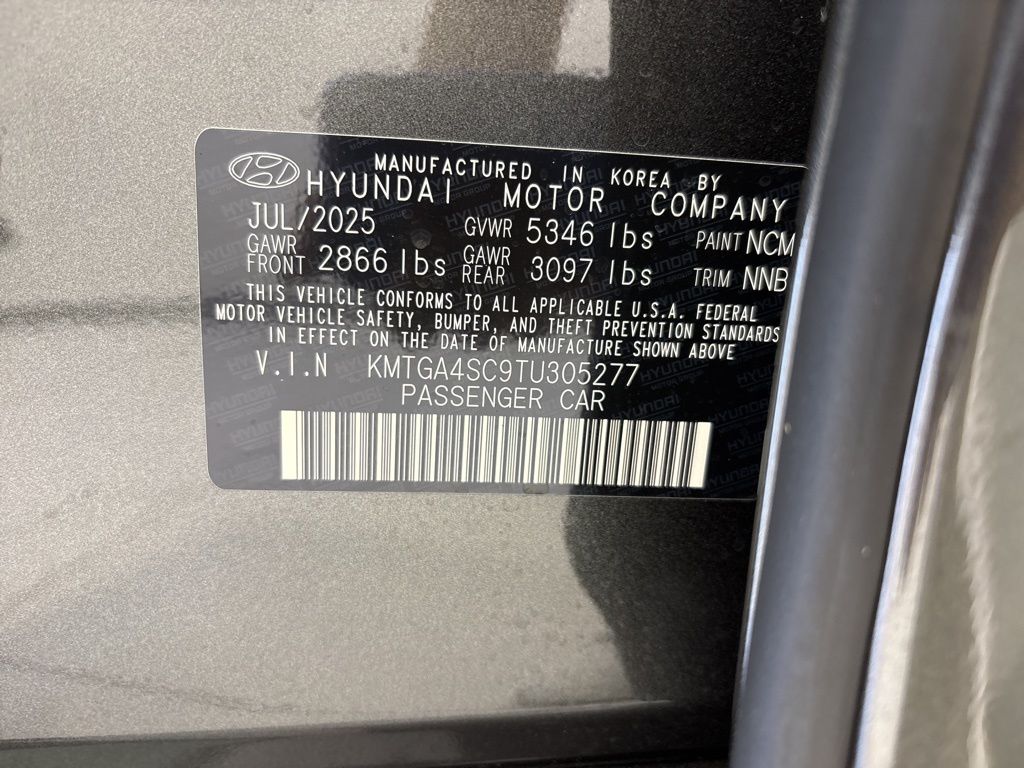 MANUFACTURED IN KOREA BY
HYUNDAI MOTOR COMPANY
JUL/2025 GVWR 5346 lbs PAINT NCM
GAWR FRONT 2866 lbs GAWR REAR 3097 lbs TRIM NNB
THIS VEHICLE CONFORMS TO ALL APPLICABLE U.S.A. FEDERAL
MOTOR VEHICLE SAFETY, BUMPER, AND THEFT PREVENTION STANDARDS
IN EFFECT ON THE DATE OF MANUFACTURE SHOWN ABOVE
V.I.N KMTGA4SC9TU305277
PASSENGER CAR